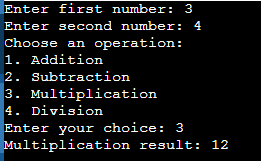 Enter first number: 3
Enter second number: 4
Choose an operation:
1. Addition
2. Subtraction
3. Multiplication
4. Division
Enter your choice: 3
Multiplication result: 12